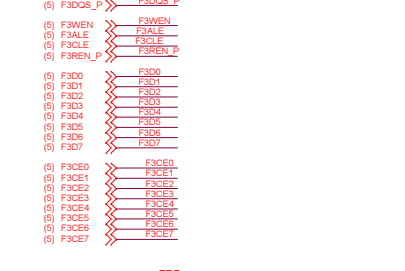 (5) F3DQS_P F3DQS_P
(5) F3WEN F3WEN
(5) F3ALE F3ALE
(5) F3CLE F3CLE
(5) F3REN_P F3REN_P
(5) F3D0 F3D0
(5) F3D1 F3D1
(5) F3D2 F3D2
(5) F3D3 F3D3
(5) F3D4 F3D4
(5) F3D5 F3D5
(5) F3D6 F3D6
(5) F3D7 F3D7
(5) F3CE0 F3CE0
(5) F3CE1 F3CE1
(5) F3CE2 F3CE2
(5) F3CE3 F3CE3
(5) F3CE4 F3CE4
(5) F3CE5 F3CE5
(5) F3CE6 F3CE6
(5) F3CE7 F3CE7